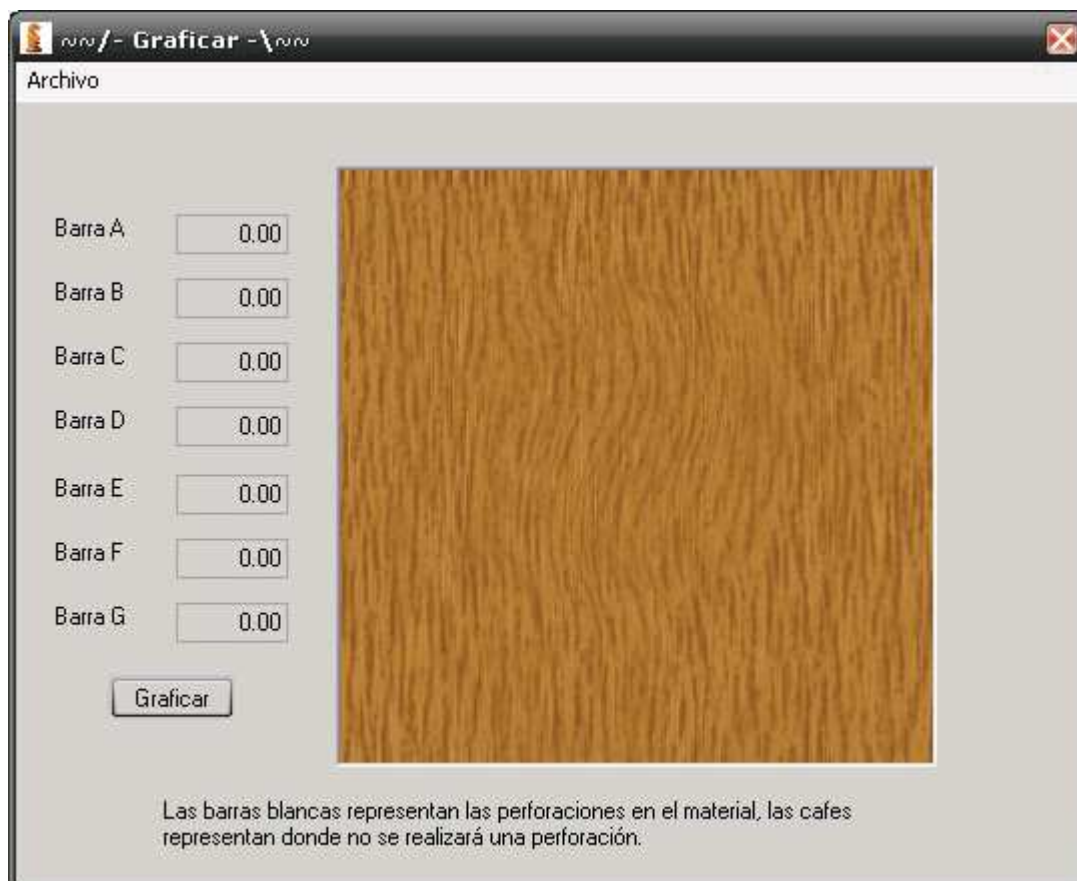 ~~/- Graficar -\~~
Archivo
Barra A 0.00
Barra B 0.00
Barra C 0.00
Barra D 0.00
Barra E 0.00
Barra F 0.00
Barra G 0.00
Graficar
Las barras blancas representan las perforaciones en el material, las cafes
representan donde no se realizará una perforación.